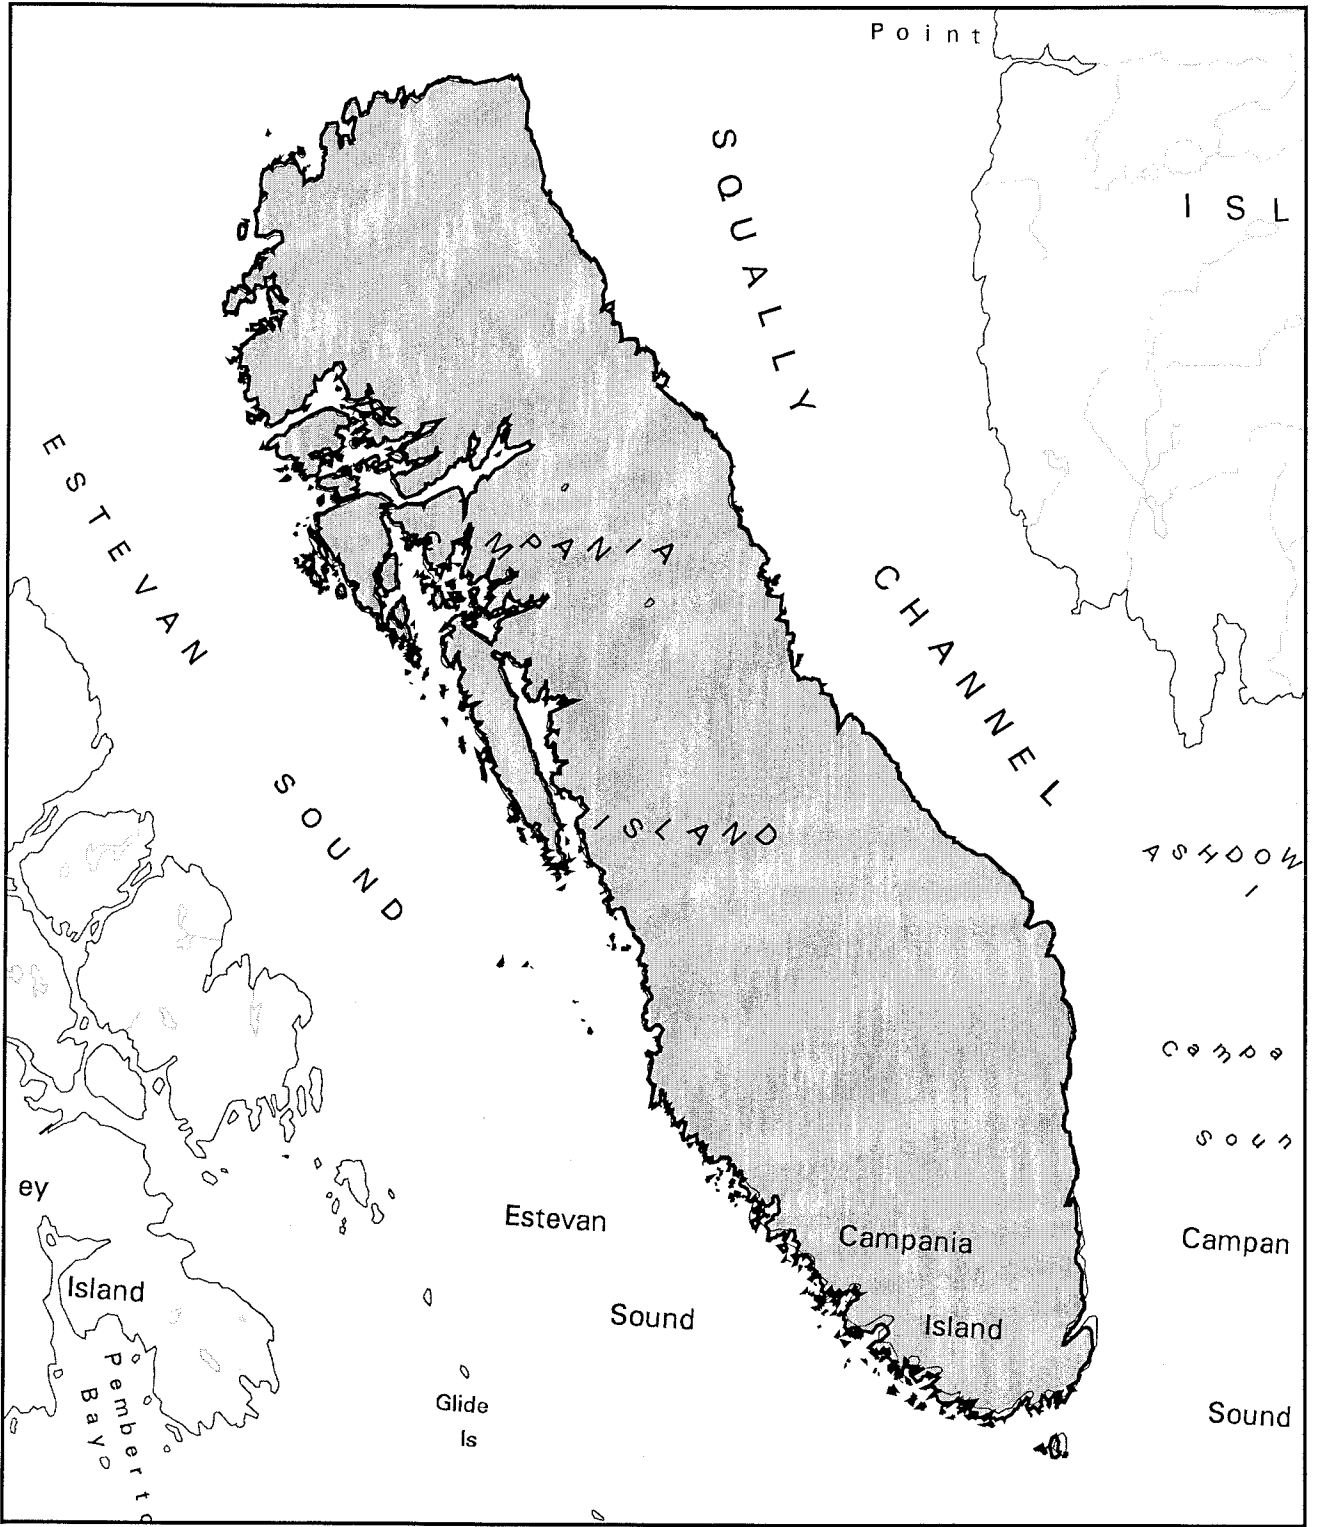 Point
ISL
SQUALLY
CHANNEL
ESTEVAN
SOUND
MPANIA
ISLAND
ASHDOW
I
Campa
Soun
ey
Island
Estevan
Sound
Campania
Island
Campan
Sound
Pembert
Bay
Glide
Is